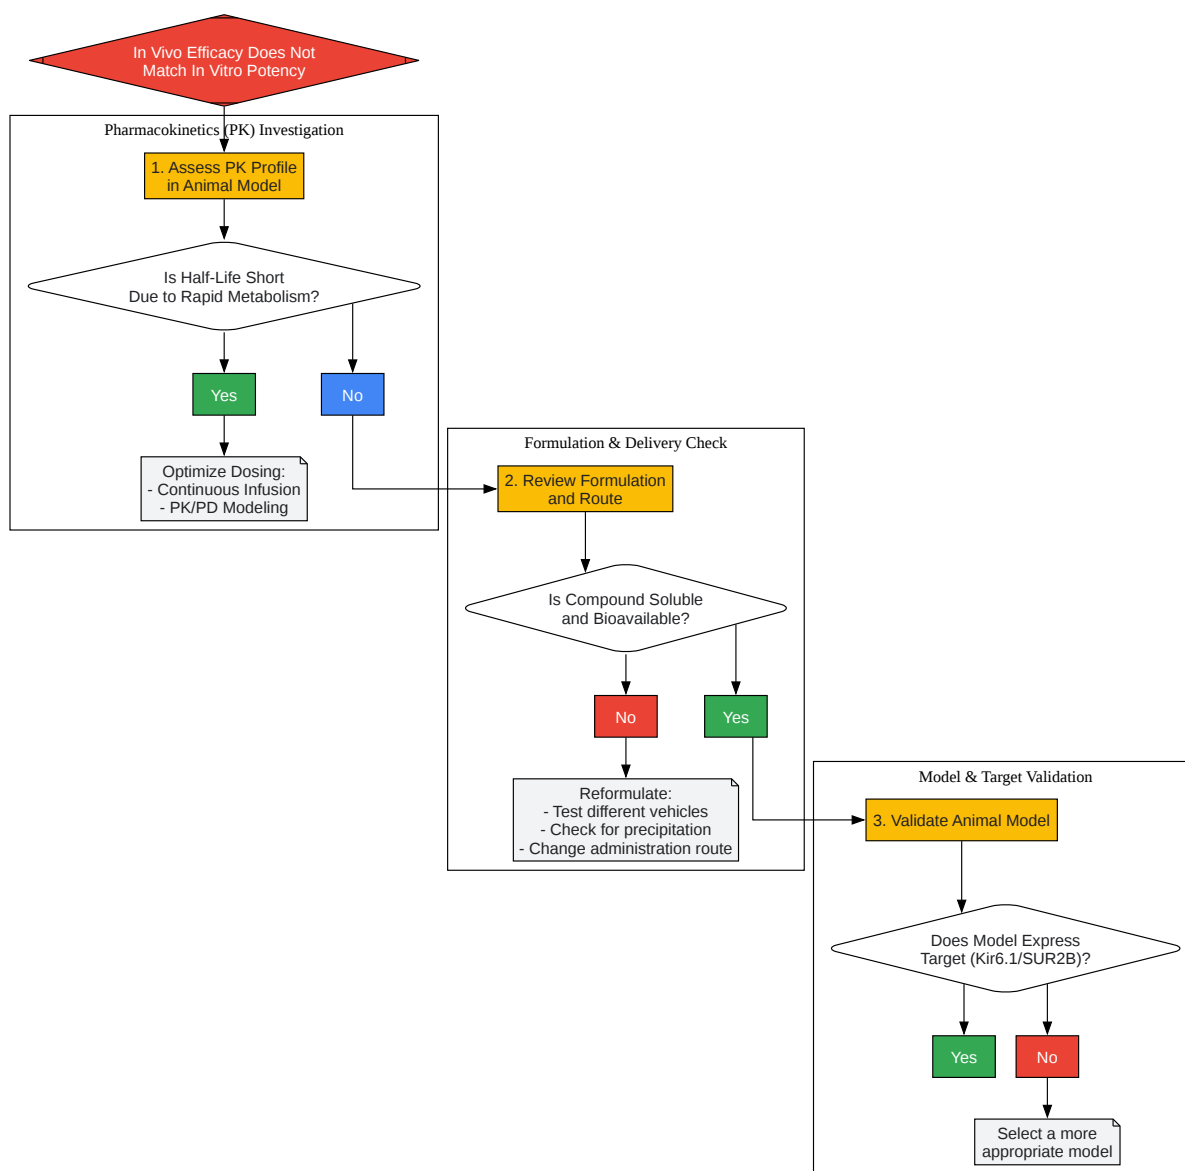 In Vivo Efficacy Does Not
Match In Vitro Potency
Pharmacokinetics (PK) Investigation
1. Assess PK Profile
in Animal Model
Is Half-Life Short
Due to Rapid Metabolism?
Yes
No
Optimize Dosing:
- Continuous Infusion
- PK/PD Modeling
Formulation & Delivery Check
2. Review Formulation
and Route
Is Compound Soluble
and Bioavailable?
No
Yes
Reformulate:
- Test different vehicles
- Check for precipitation
- Change administration route
Model & Target Validation
3. Validate Animal Model
Does Model Express
Target (Kir6.1/SUR2B)?
Yes
No
Select a more
appropriate model